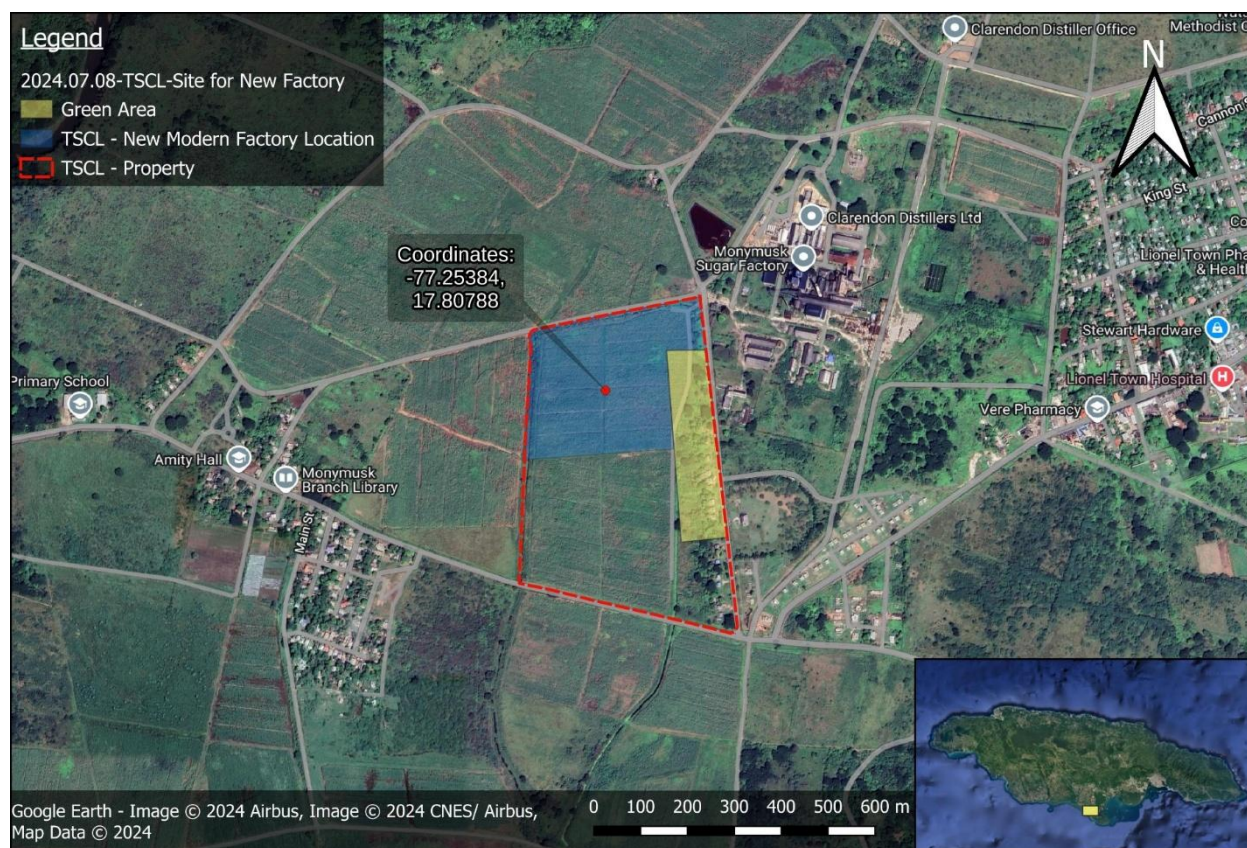 Legend
2024.07.08-TSCL-Site for New Factory
Green Area
TSCL - New Modern Factory Location
TSCL - Property
Clarendon Distiller Office
Methodist
N
Cannon
King St
Clarendon Distillers Ltd
Monymusk
Sugar Factory
Coordinates:
-77.25384,
17.80788
Lionel Town Pha
& Health
Stewart Hardware
Lionel Town Hospital
H
Vere Pharmacy
Primary School
Amity Hall
Monymusk
Branch Library
Main St
Google Earth - Image © 2024 Airbus, Image © 2024 CNES/ Airbus,
Map Data © 2024
0 100 200 300 400 500 600 m